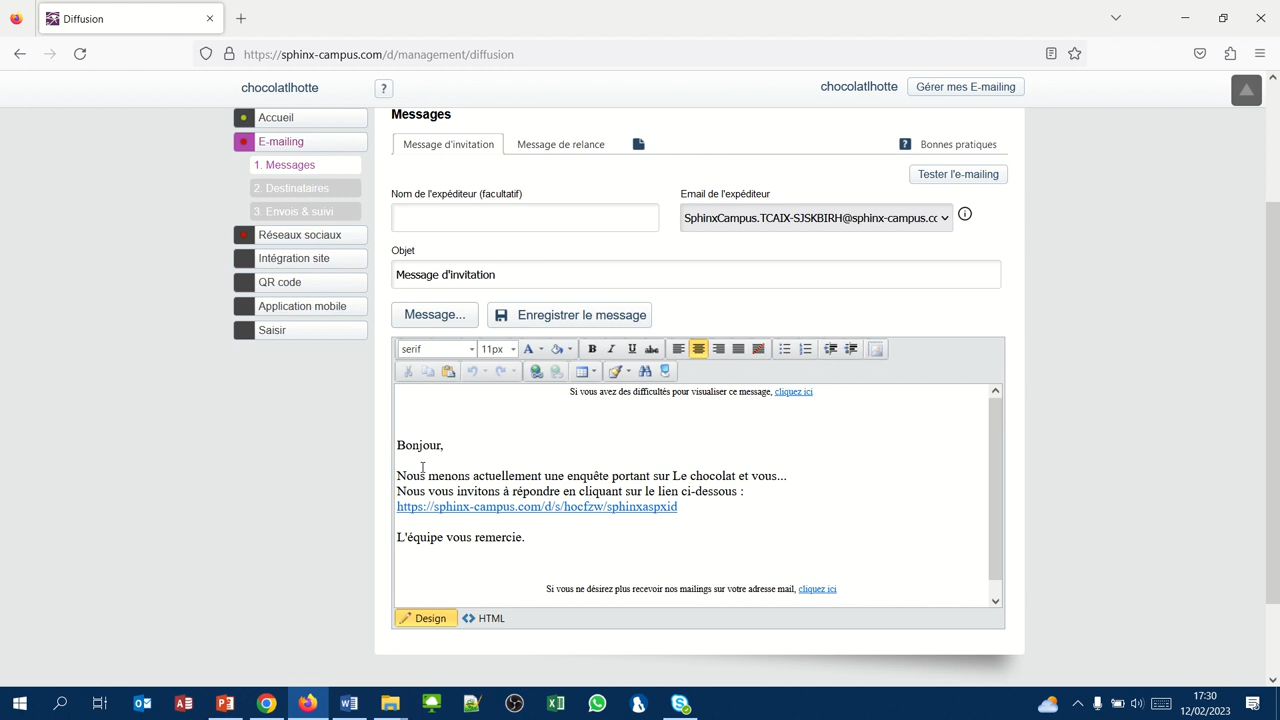 Diffusion
https://sphinx-campus.com/d/management/diffusion
chocolatlhotte
?
chocolatlhotte
Gérer mes E-mailing
Accueil
E-mailing
1. Messages
2. Destinataires
3. Envois & suivi
Réseaux sociaux
Intégration site
QR code
Application mobile
Saisir
Messages
Message d'invitation
Message de relance
? Bonnes pratiques
Tester l'e-mailing
Nom de l'expéditeur (facultatif)
Email de l'expéditeur
SphinxCampus.TCAIX-SJSKBIRH@sphinx-campus.cc
Objet
Message d'invitation
Message...
Enregistrer le message
serif
11px
A
B I U abc
Si vous avez des difficultés pour visualiser ce message, cliquez ici
Bonjour,
Nous menons actuellement une enquête portant sur Le chocolat et vous...
Nous vous invitons à répondre en cliquant sur le lien ci-dessous :
https://sphinx-campus.com/d/s/hocfzw/sphinxaspxid
L'équipe vous remercie.
Si vous ne désirez plus recevoir nos mailings sur votre adresse mail, cliquez ici
Design
HTML
17:30
12/02/2023